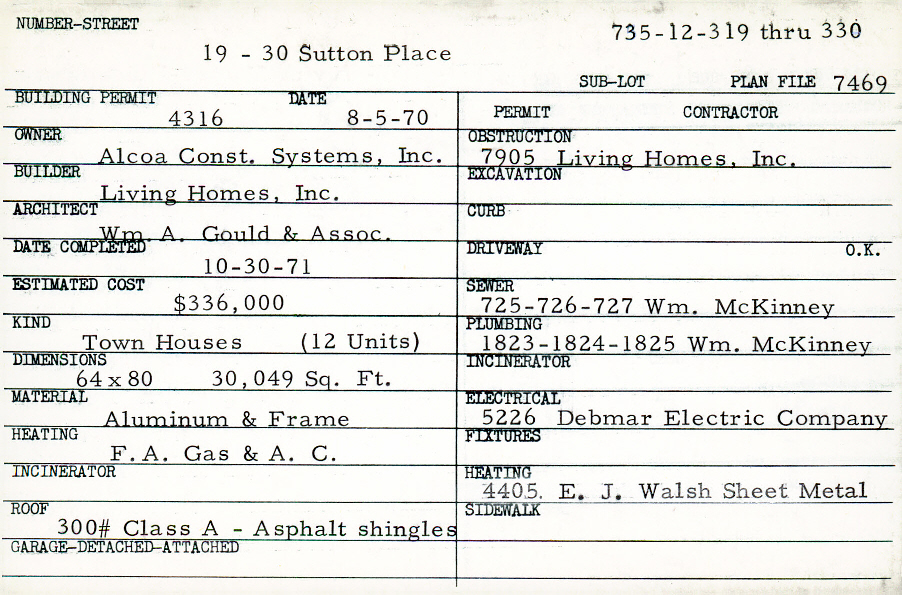 NUMBER-STREET 735-12-319 thru 330
19 - 30 Sutton Place
SUB-LOT PLAN FILE 7469
BUILDING PERMIT DATE
4316 8-5-70
PERMIT CONTRACTOR
OWNER
Alcoa Const. Systems, Inc.
OBSTRUCTION
7905 Living Homes, Inc.
BUILDER
Living Homes, Inc.
EXCAVATION
ARCHITECT
Wm. A. Gould & Assoc.
CURB
DATE COMPLETED
10-30-71
DRIVEWAY O.K.
ESTIMATED COST
$336,000
SEWER
725-726-727 Wm. McKinney
KIND
Town Houses (12 Units)
PLUMBING
1823-1824-1825 Wm. McKinney
DIMENSIONS
64x80 30,049 Sq. Ft.
INCINERATOR
MATERIAL
Aluminum & Frame
ELECTRICAL
5226 Debmar Electric Company
HEATING
F.A. Gas & A. C.
FIXTURES
INCINERATOR
HEATING
4405. E. J. Walsh Sheet Metal
ROOF
300# Class A - Asphalt shingles
SIDEWALK
GARAGE-DETACHED-ATTACHED